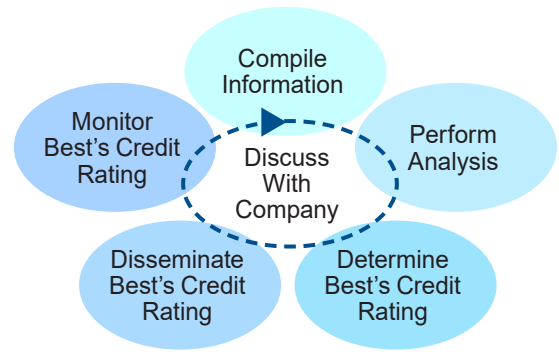 Compile
Information
Perform
Analysis
Determine
Best's Credit
Rating
Disseminate
Best's Credit
Rating
Monitor
Best's Credit
Rating
Discuss
With
Company